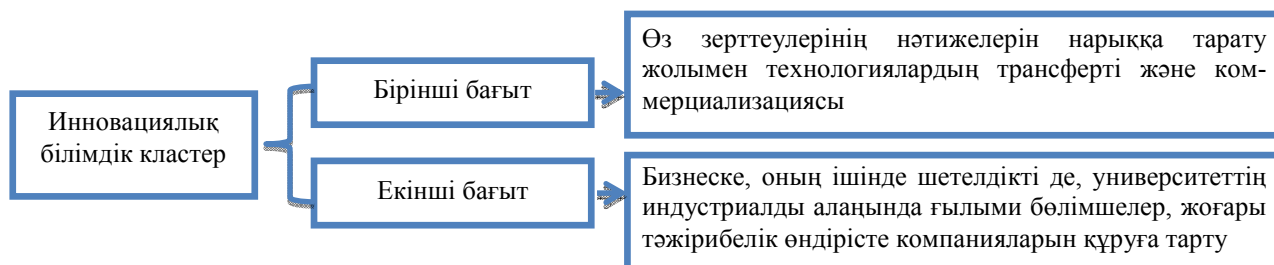 Инновациялық
білімдік кластер
Бірінші бағыт
Өз зерттеулерінің нәтижелерін нарыққа тарату
жолымен технологиялардың трансферті және ком-
мерциализациясы
Екінші бағыт
Бизнеске, оның ішінде шетелдікті де, университеттің
индустриалды алаңында ғылыми бөлімшелер, жоғары
тәжірибелік өндірісте компанияларын құруға тарту